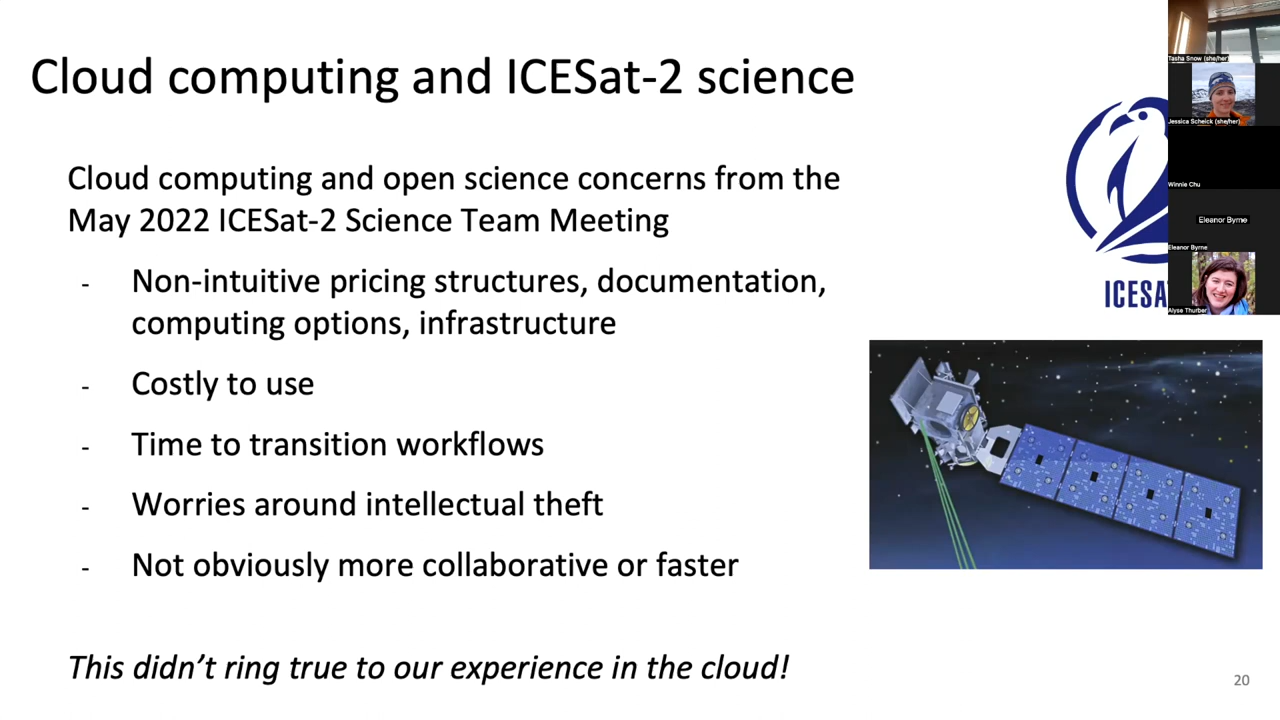 Cloud computing and ICESat-2 science
Cloud computing and open science concerns from the
May 2022 ICESat-2 Science Team Meeting
- Non-intuitive pricing structures, documentation,
computing options, infrastructure
- Costly to use
- Time to transition workflows
- Worries around intellectual theft
- Not obviously more collaborative or faster
This didn't ring true to our experience in the cloud!
ICESA
Tasha Snow (she/her)
Jessica Scheick (she/her)
Winnie Chu
Eleanor Byrne
Eleanor Byrne
Alyse Thurber
20